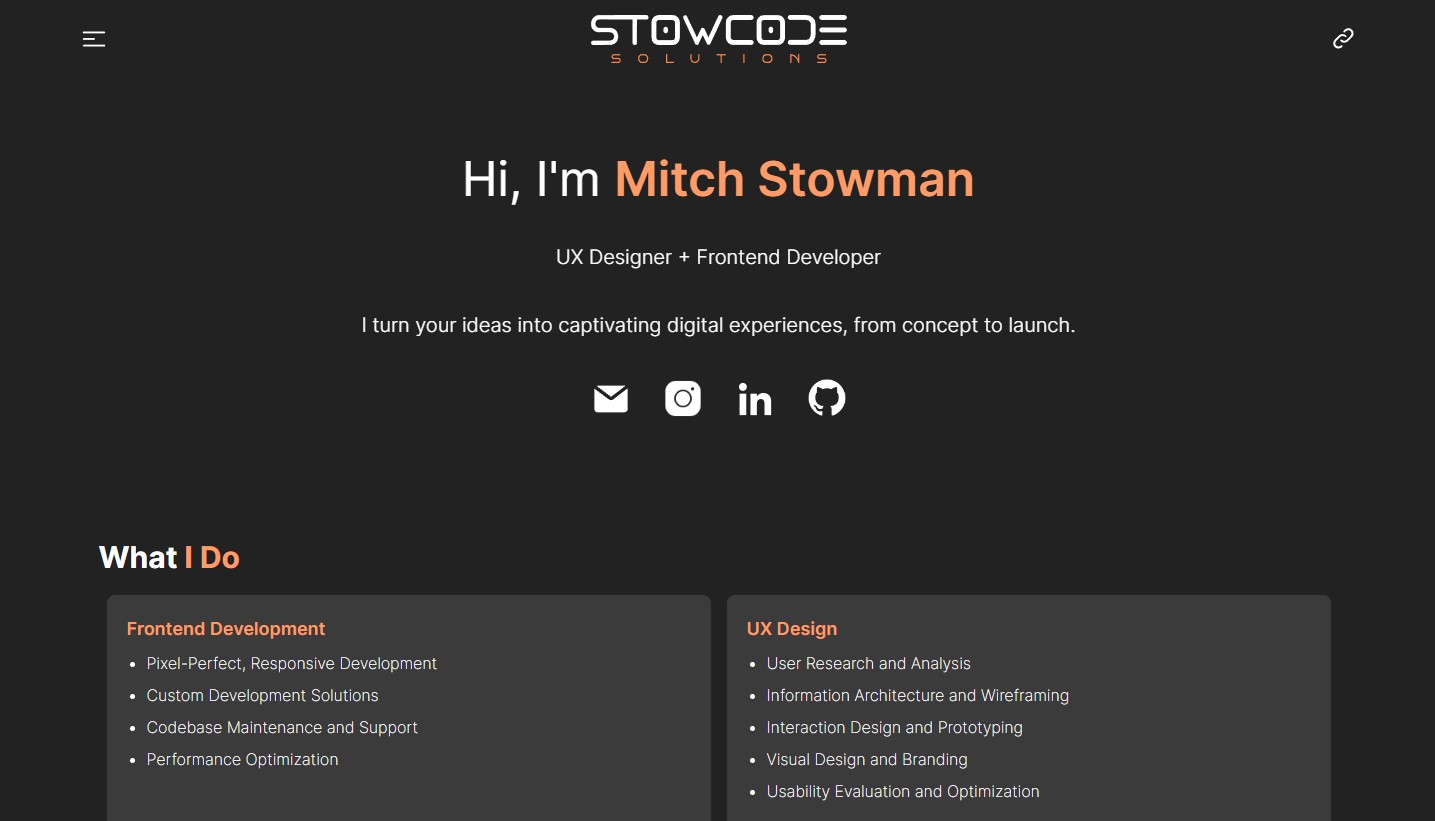 STOWCODE
SOLUTIONS
Hi, I'm Mitch Stowman
UX Designer + Frontend Developer
I turn your ideas into captivating digital experiences, from concept to launch.
in
What I Do
Frontend Development
• Pixel-Perfect, Responsive Development
• Custom Development Solutions
• Codebase Maintenance and Support
• Performance Optimization
UX Design
• User Research and Analysis
• Information Architecture and Wireframing
• Interaction Design and Prototyping
• Visual Design and Branding
• Usability Evaluation and Optimization